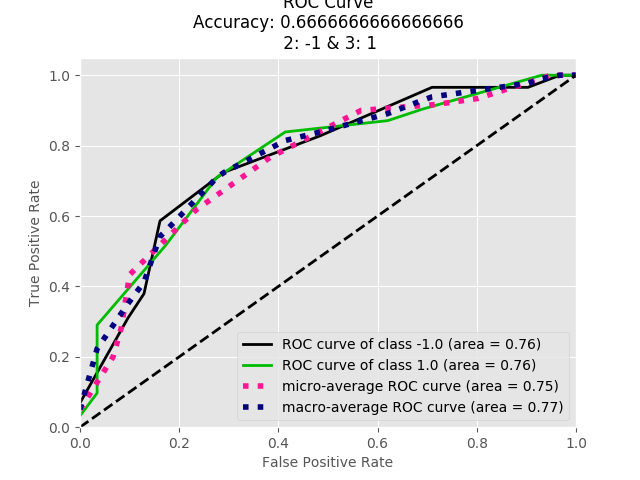 ROC Curve
Accuracy: 0.6666666666666666
2: -1 & 3: 1
1.0
0.8
0.6
0.4
0.2
0.0
True Positive Rate
ROC curve of class -1.0 (area = 0.76)
ROC curve of class 1.0 (area = 0.76)
micro-average ROC curve (area = 0.75)
macro-average ROC curve (area = 0.77)
0.0 0.2 0.4 0.6 0.8 1.0
False Positive Rate